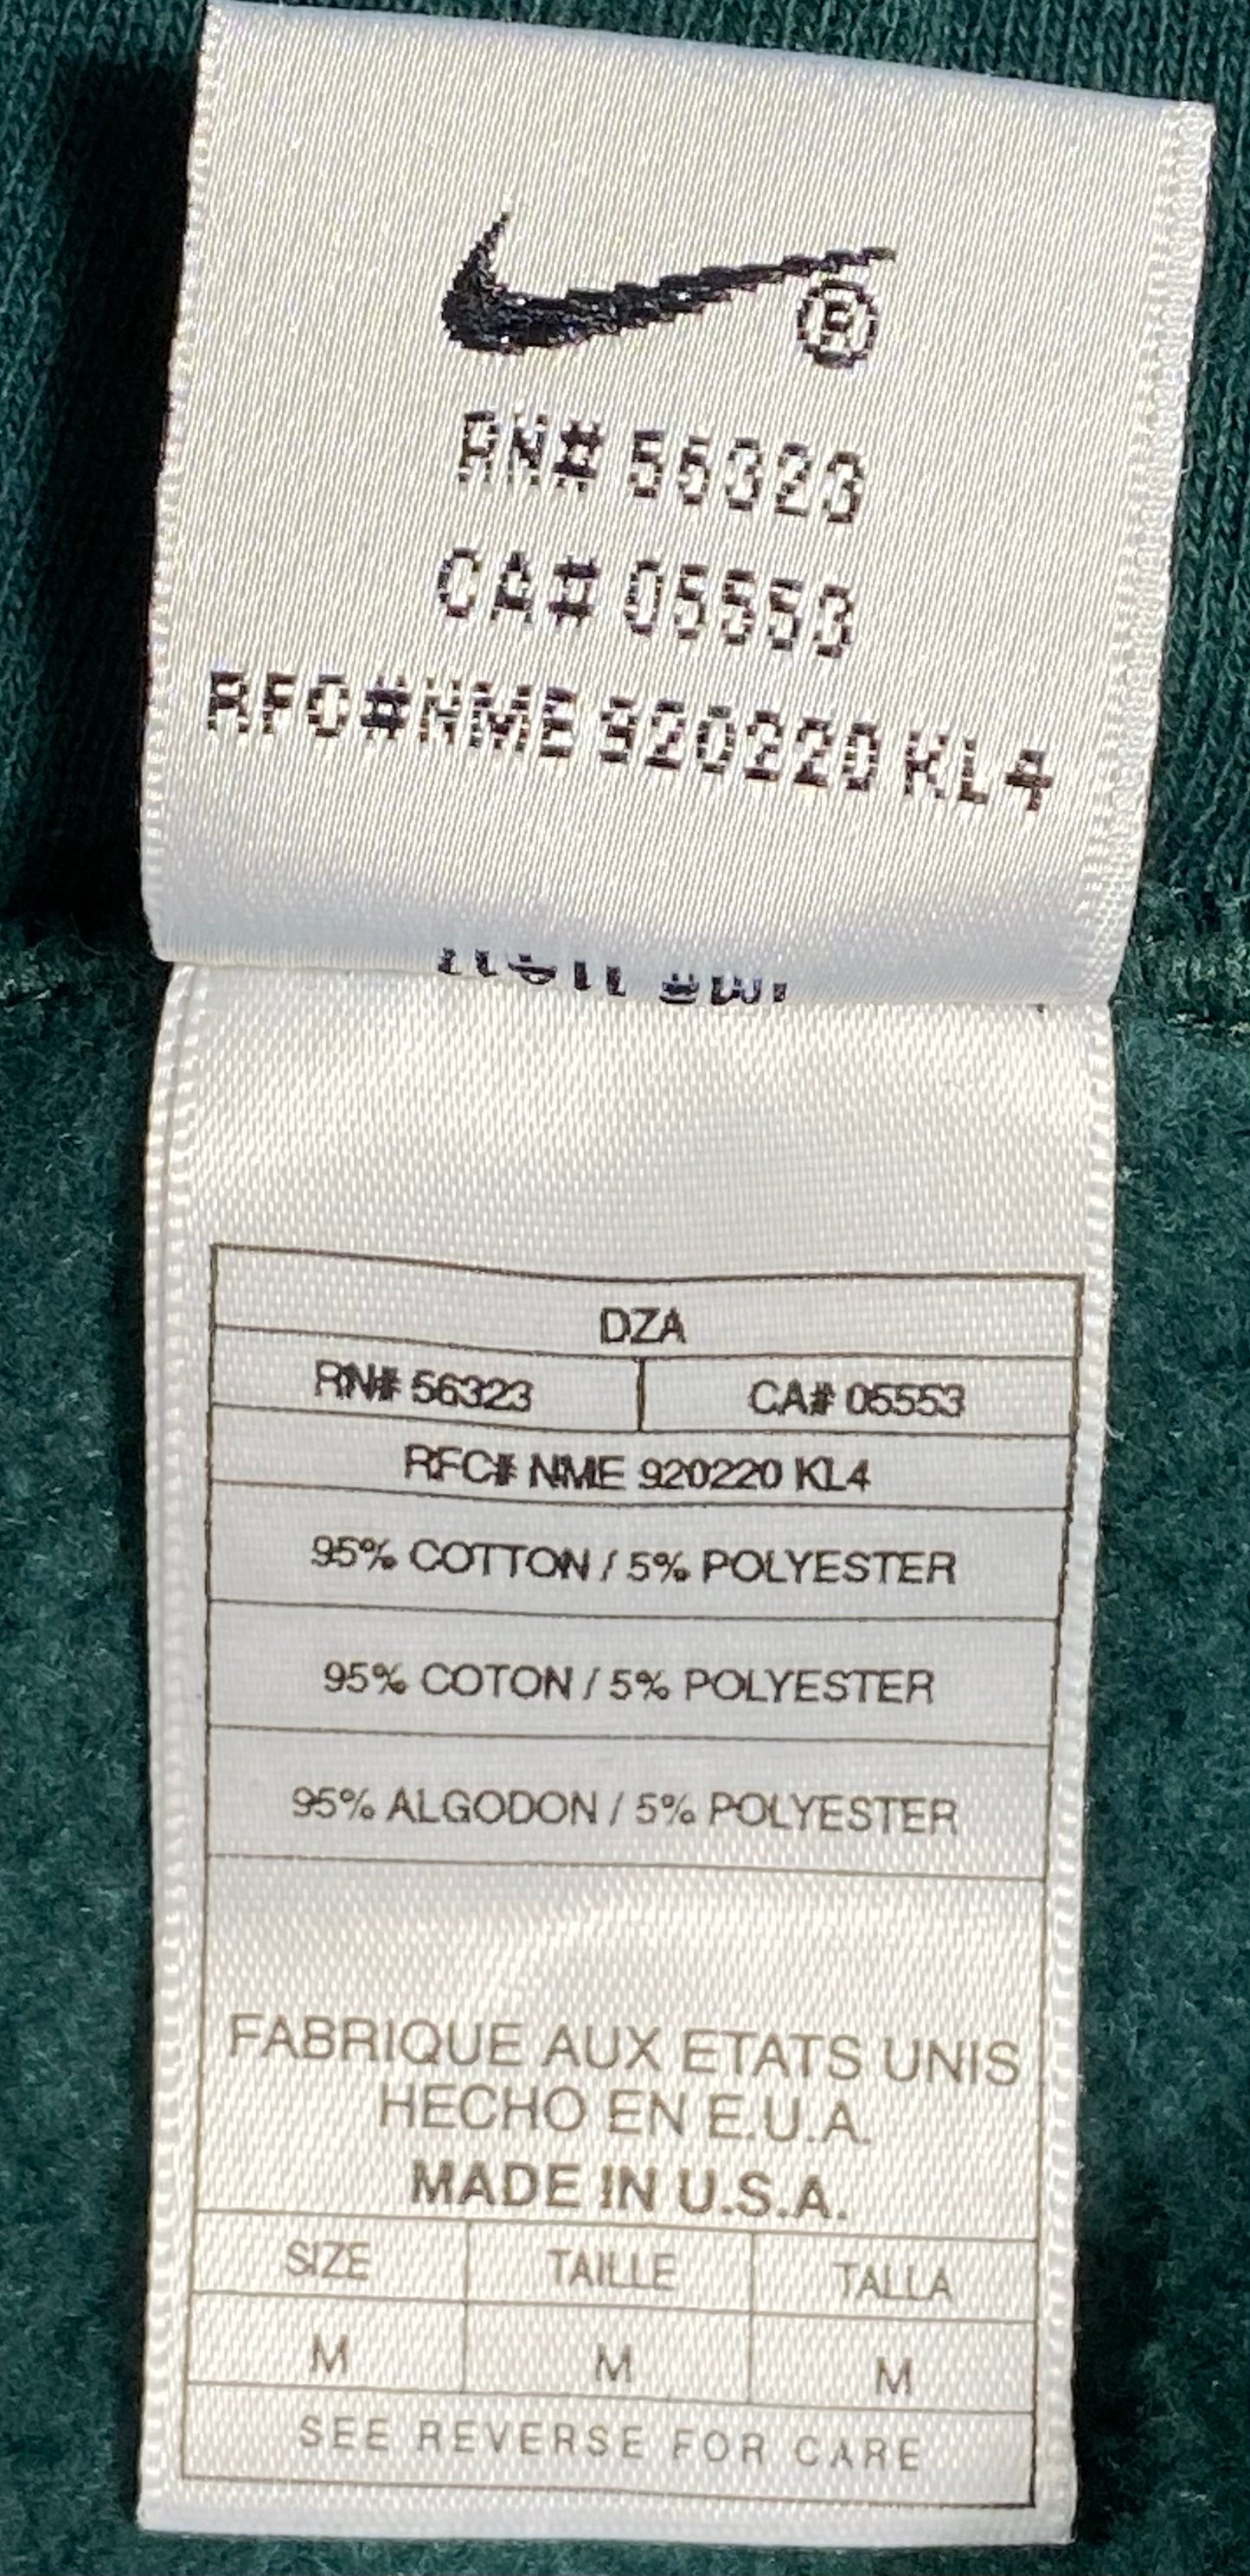 ®
RN# 56323
CA# 05553
RFC#NME 920220 KL4
DZA
RN# 56323 CA# 05553
RFC# NME 920220 KL4
95% COTTON / 5% POLYESTER
95% COTON / 5% POLYESTER
95% ALGODON / 5% POLYESTER
FABRIQUE AUX ETATS UNIS
HECHO EN E.U.A.
MADE IN U.S.A.
SIZE TAILLE TALLA
M M M
SEE REVERSE FOR CARE